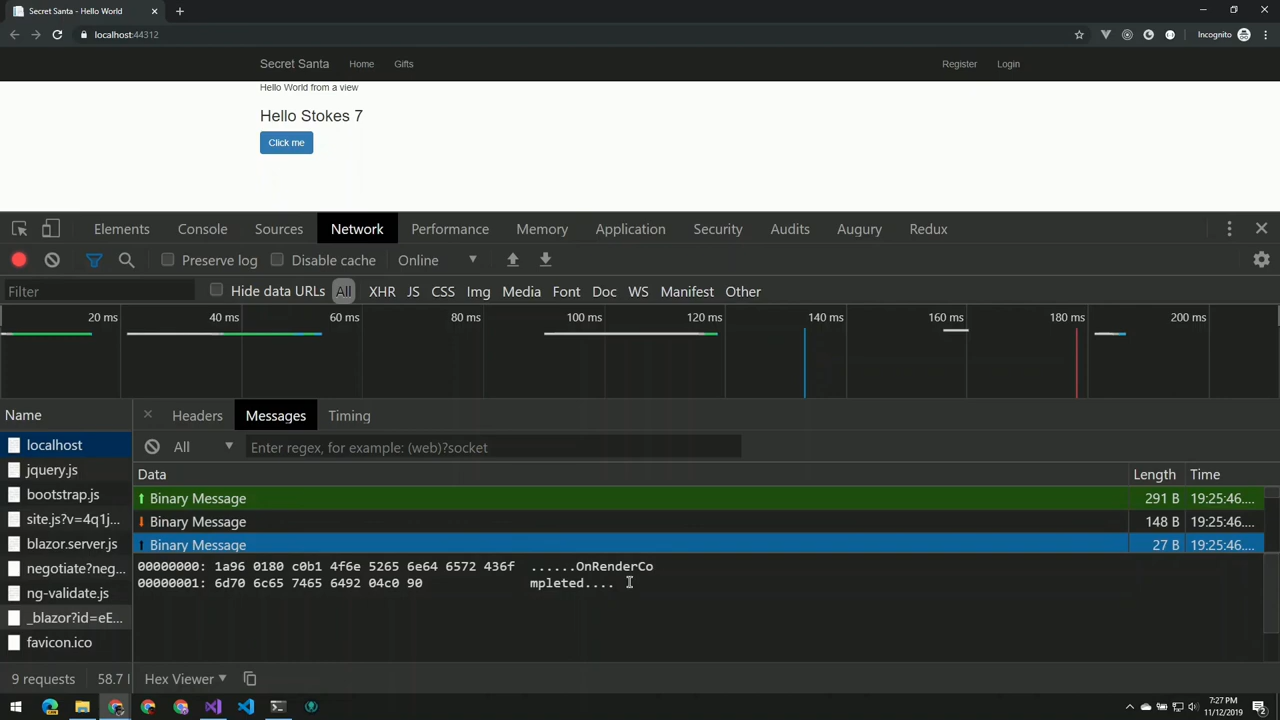 Secret Santa - Hello World
localhost:44312
Incognito
Secret Santa Home Gifts Register Login
Hello World from a view
Hello Stokes 7
Click me
Elements Console Sources Network Performance Memory Application Security Audits Augury Redux
Preserve log Disable cache Online
Filter Hide data URLs All XHR JS CSS Img Media Font Doc WS Manifest Other
20 ms 40 ms 60 ms 80 ms 100 ms 120 ms 140 ms 160 ms 180 ms 200 ms
Name Headers Messages Timing
localhost All Enter regex, for example: (web)?socket
jquery.js Data Length Time
bootstrap.js Binary Message 291 B 19:25:46....
site.js?v=4q1j... Binary Message 148 B 19:25:46....
blazor.server.js Binary Message 27 B 19:25:46....
negotiate?neg... 00000000: 1a96 0180 c0b1 4f6e 5265 6e64 6572 436f ......OnRenderCo
ng-validate.js 00000001: 6d70 6c65 7465 6492 04c0 90 mpleted....
_blazor?id=eE...
favicon.ico
9 requests 58.7 Hex Viewer
7:27 PM
11/12/2019
2